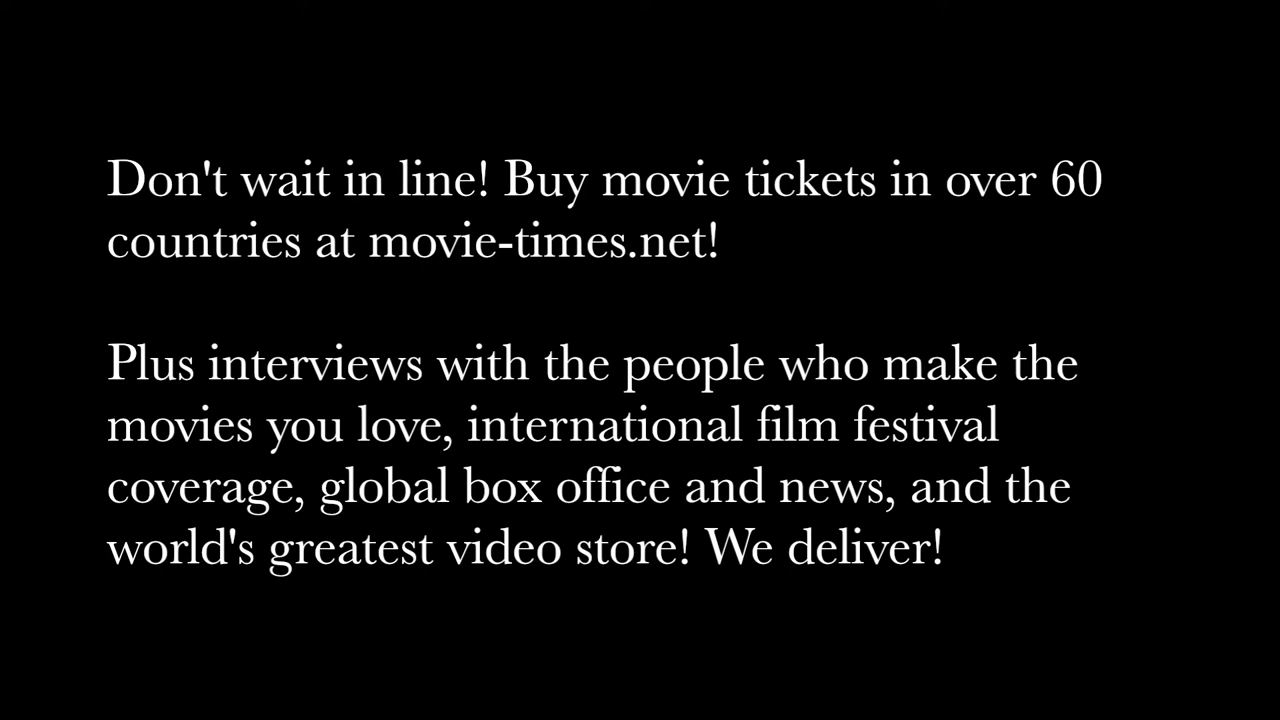 Don't wait in line! Buy movie tickets in over 60
countries at movie-times.net!
Plus interviews with the people who make the
movies you love, international film festival
coverage, global box office and news, and the
world's greatest video store! We deliver!